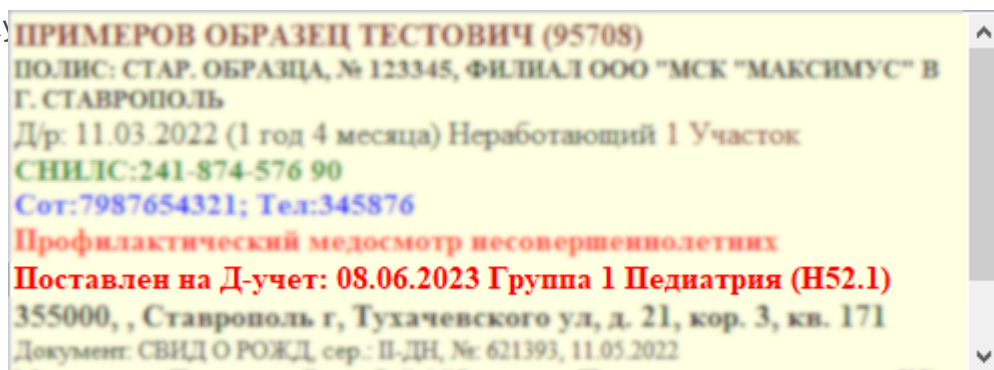 ПРИМЕРОВ ОБРАЗЕЦ ТЕСТОВИЧ (95708)
ПОЛИС: СТАР. ОБРАЗЦА, № 123345, ФИЛИАЛ ООО "МСК "МАКСИМУС" В
Г. СТАВРОПОЛЬ
Д/р: 11.03.2022 (1 год 4 месяца) Неработающий 1 Участок
СНИЛС:241-874-576 90
Сот:7987654321; Тел:345876
Профилактический медосмотр несовершеннолетних
Поставлен на Д-учет: 08.06.2023 Группа 1 Педиатрия (H52.1)
355000, , Ставрополь г, Тухачевского ул, д. 21, кор. 3, кв. 171
Документ: СВИД О РОЖД, сер.: II-ДН, №: 621393, 11.05.2022